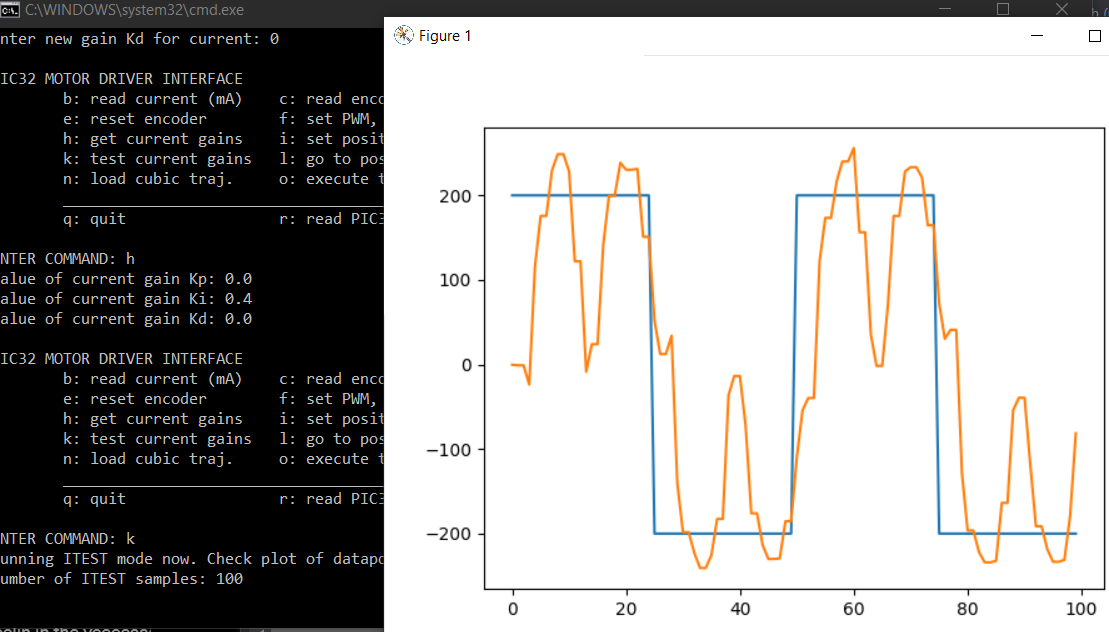 C:\WINDOWS\system32\cmd.exe
nter new gain Kd for current: 0
IC32 MOTOR DRIVER INTERFACE
b: read current (mA) c: read enco
e: reset encoder f: set PWM,
h: get current gains i: set posit
k: test current gains l: go to pos
n: load cubic traj. o: execute t
q: quit r: read PIC3
NTER COMMAND: h
alue of current gain Kp: 0.0
alue of current gain Ki: 0.4
alue of current gain Kd: 0.0
IC32 MOTOR DRIVER INTERFACE
b: read current (mA) c: read enco
e: reset encoder f: set PWM,
h: get current gains i: set posit
k: test current gains l: go to pos
n: load cubic traj. o: execute t
q: quit r: read PIC3
NTER COMMAND: k
unning ITEST mode now. Check plot of datapo
umber of ITEST samples: 100
Figure 1
200
100
0
−100
−200
0 20 40 60 80 100